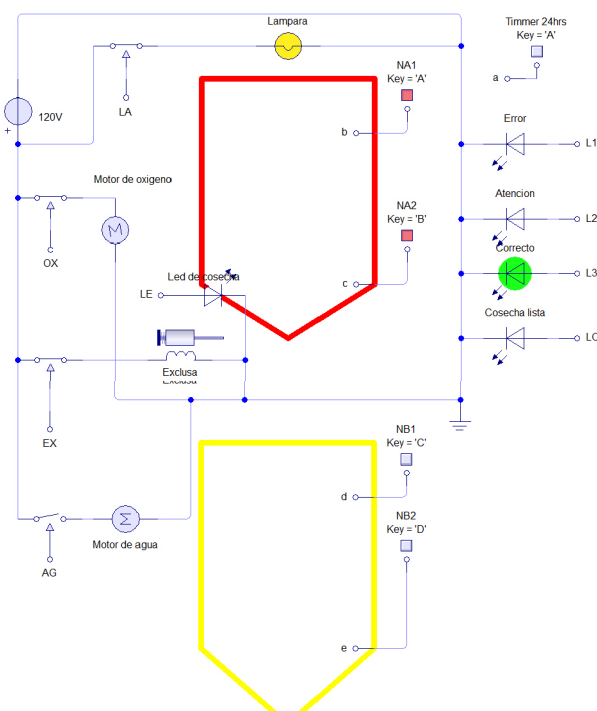 Lampara
Timmer 24hrs
Key = 'A'
a
120V
+
LA
NA1
Key = 'A'
b
Error
L1
Motor de oxigeno
M
OX
NA2
Key = 'B'
c
Atencion
L2
Correcto
L3
Led de cosecha
LE
Cosecha lista
LC
Exclusa
EX
NB1
Key = 'C'
d
NB2
Key = 'D'
Σ
Motor de agua
AG
e